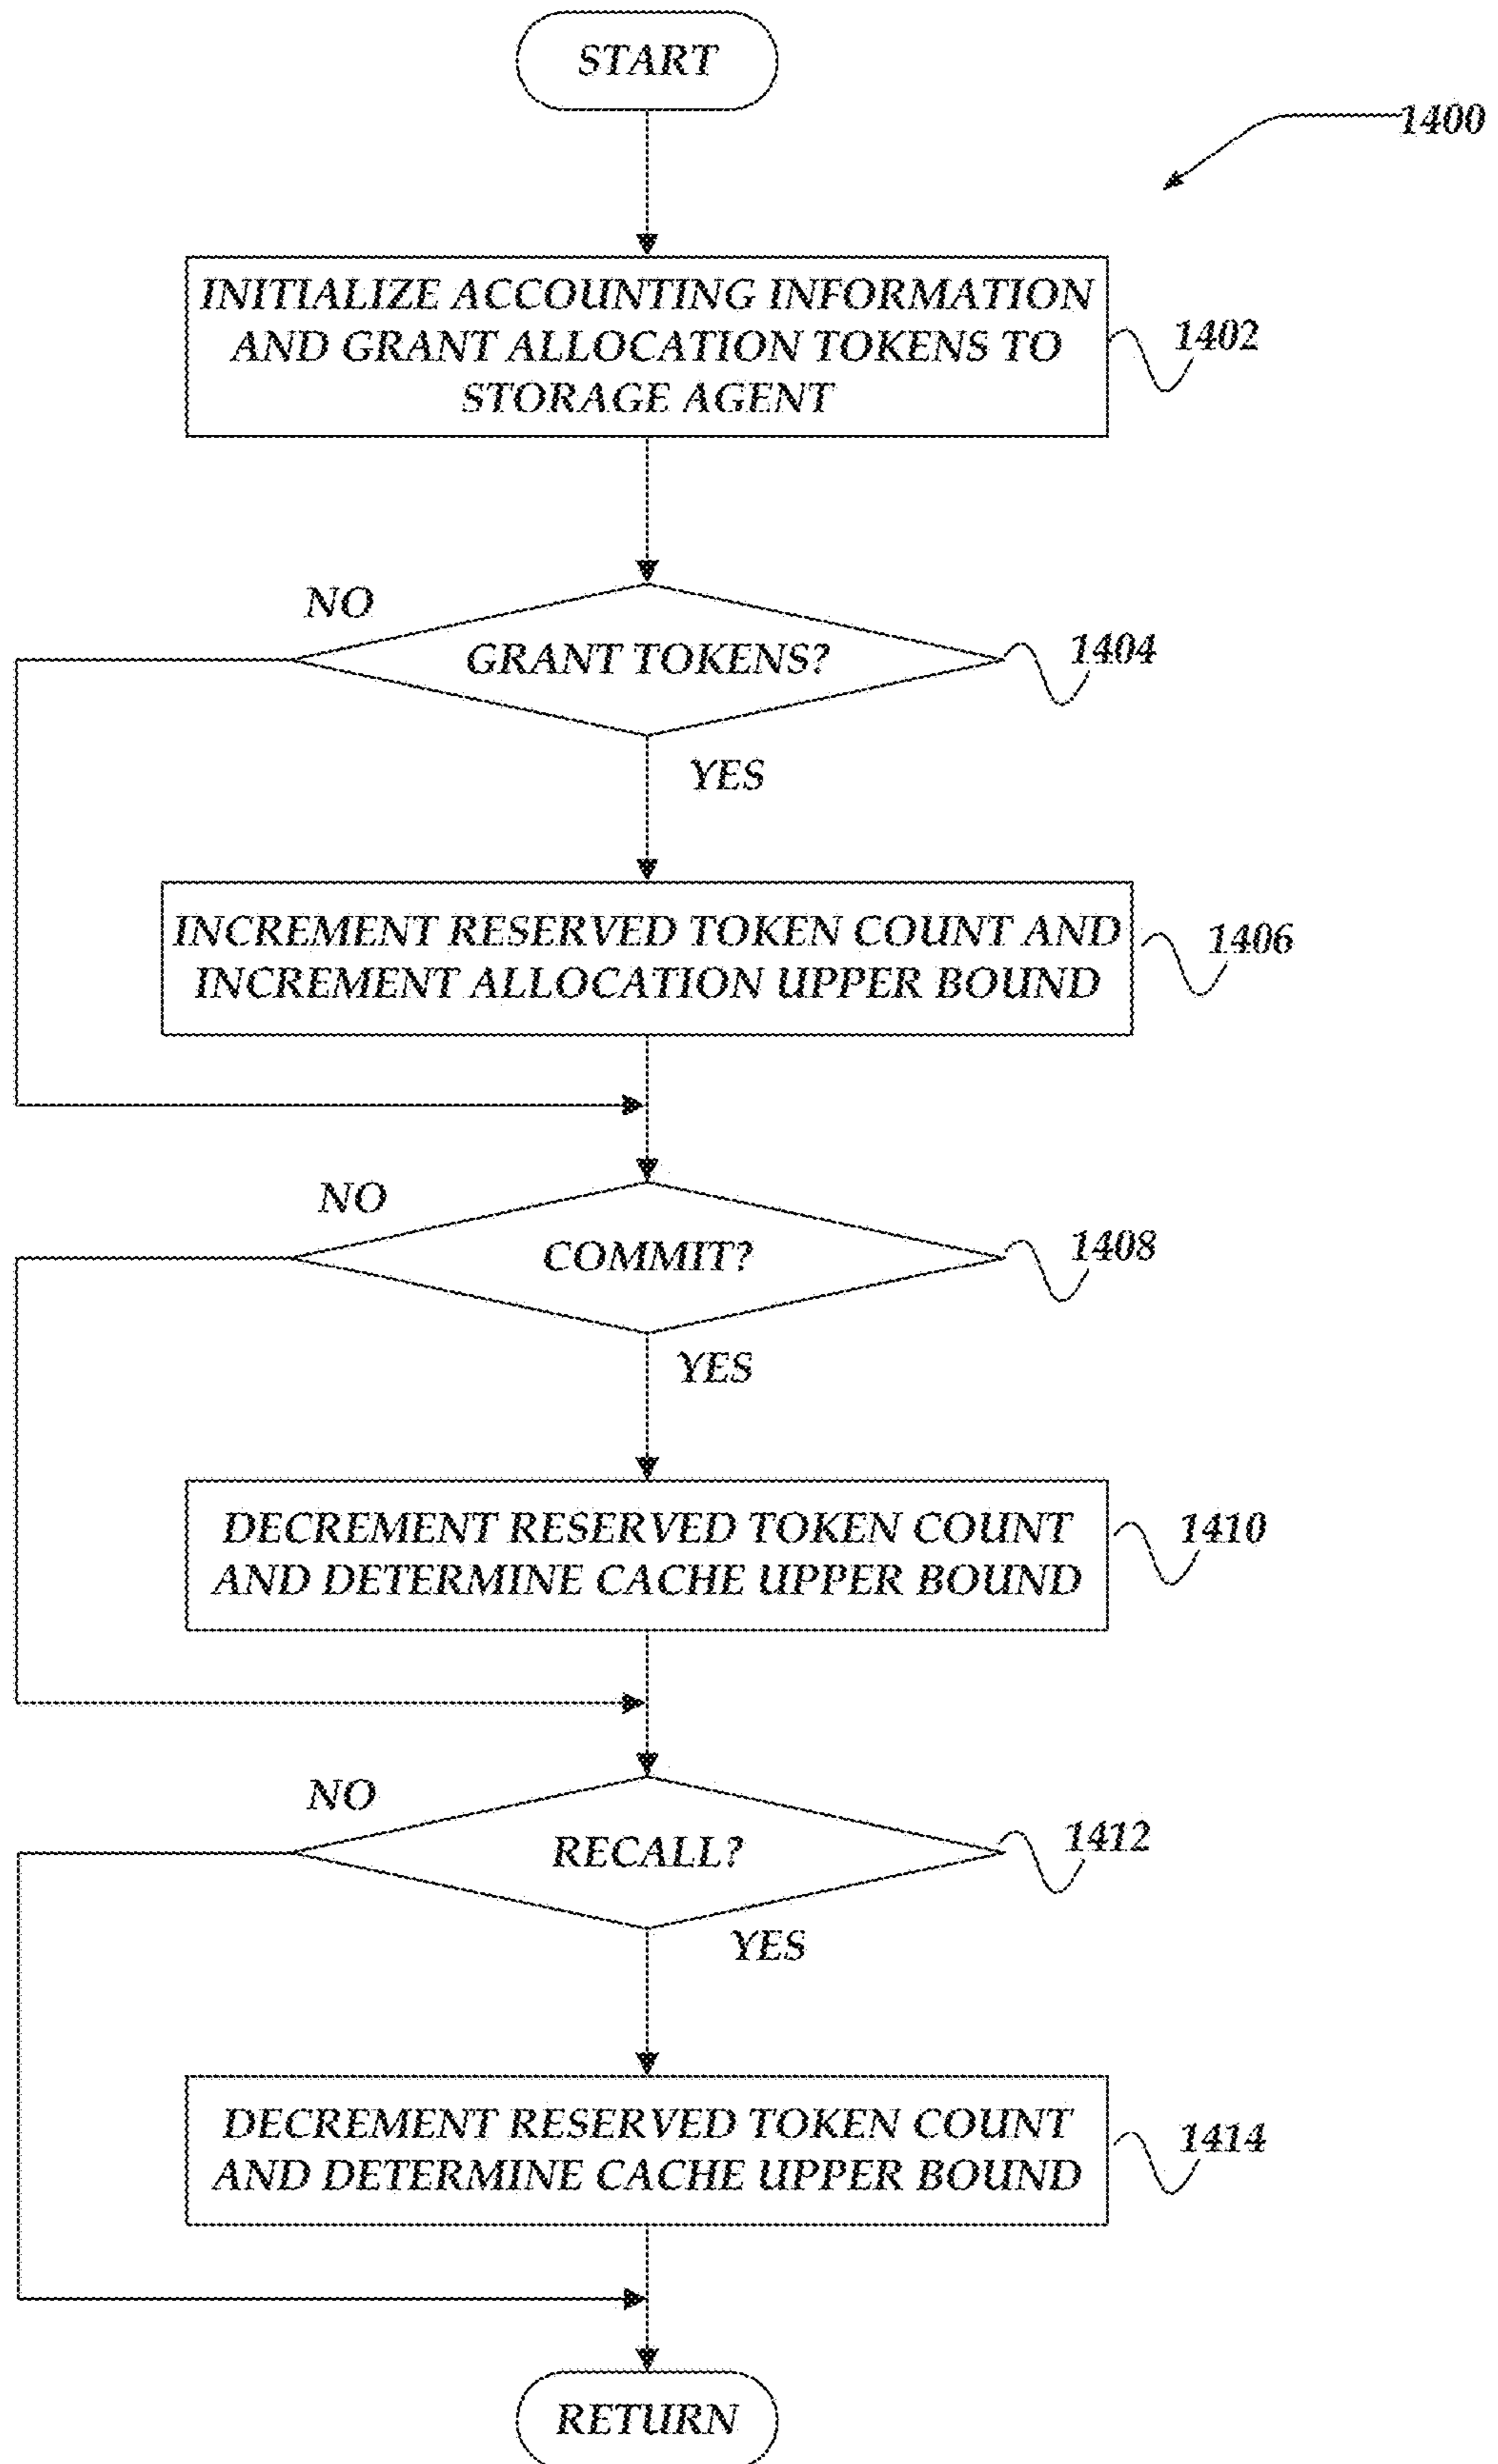 START
1400
INITIALIZE ACCOUNTING INFORMATION
AND GRANT ALLOCATION TOKENS TO
STORAGE AGENT
1402
NO
GRANT TOKENS?
1404
YES
INCREMENT RESERVED TOKEN COUNT AND
INCREMENT ALLOCATION UPPER BOUND
1406
NO
COMMIT?
1408
YES
DECREMENT RESERVED TOKEN COUNT
AND DETERMINE CACHE UPPER BOUND
1410
NO
RECALL?
1412
YES
DECREMENT RESERVED TOKEN COUNT
AND DETERMINE CACHE UPPER BOUND
1414
RETURN